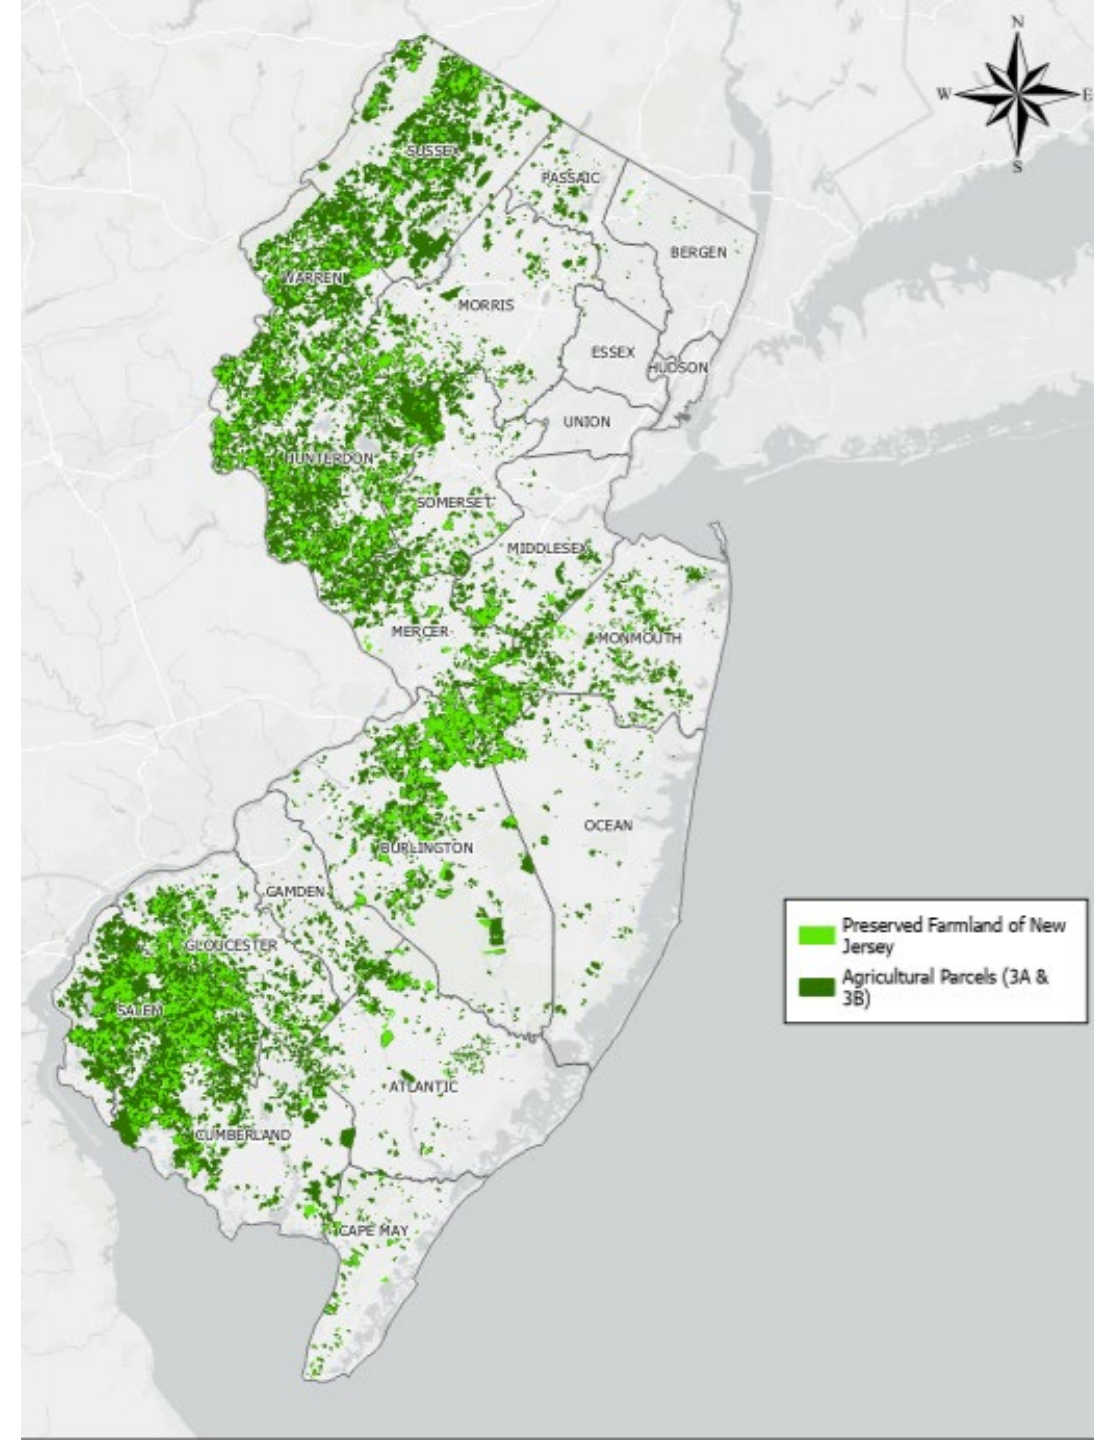 N
W
E
S
SUSSEX
PASSAIC
BERGEN
WARREN
MORRIS
ESSEX
HUDSON
UNION
HUNTERDON
SOMERSET
MIDDLESEX
MERCER
MONMOUTH
OCEAN
BURLINGTON
CAMDEN
GLOUCESTER
SALEM
ATLANTIC
CUMBERLAND
CAPE MAY
Preserved Farmland of New
Jersey
Agricultural Parcels (3A &
3B)